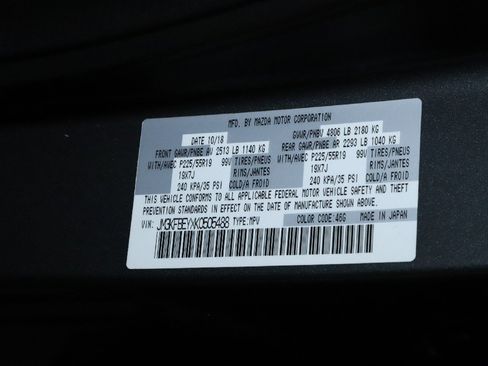 MFD. BY MAZDA MOTOR CORPORATION
DATE 10/18 GVWR/PNBV 4806 LB 2180 KG
FRONT GAWR/PNBE A 2513 LB 1140 KG REAR GAWR/PNBE AR 2293 LB 1040 KG
WITH/AVEC P225/55R19 99V TIRES/PNEUS WITH/AVEC P225/55R19 99V TIRES/PNEUS
19X7J RIMS/JANTES 19X7J RIMS/JANTES
240 KPA/35 PSI COLD/A FROID 240 KPA/35 PSI COLD/A FROID
THIS VEHICLE CONFORMS TO ALL APPLICABLE FEDERAL MOTOR VEHICLE SAFETY AND THEFT
PREVENTION STANDARDS IN EFFECT ON THE DATE OF MANUFACTURE SHOWN ABOVE.
VIN: JM3KFBEYXK0505488 TYPE:MPV COLOR CODE:46G MADE IN JAPAN